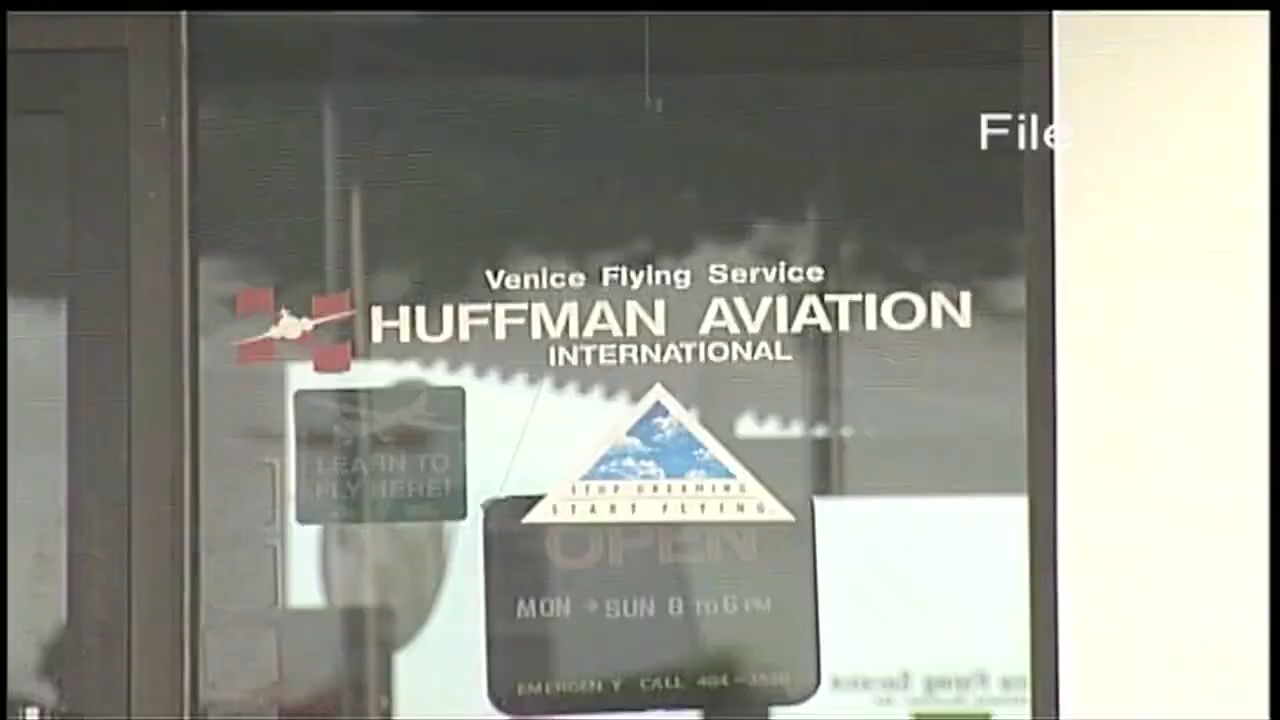 File
Venice Flying Service
HUFFMAN AVIATION
INTERNATIONAL
LEARN TO
FLY HERE!
STOP DREAMING
START FLYING
OPEN
MON → SUN 8 TO 6 PM
CALL